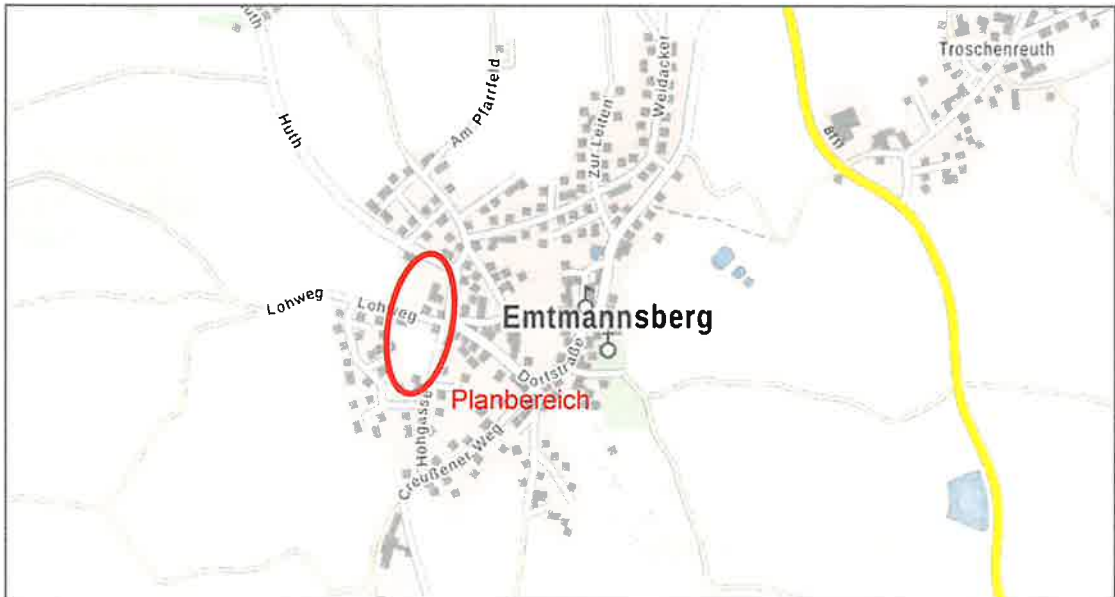 Troschenreuth
Weidacker
Am Pfarrfeld
Huth
Zur Leiten
Lohweg
Lohweg
Emtmannsberg
Dorfstraße
Planbereich
Hohgasse
Creußener Weg